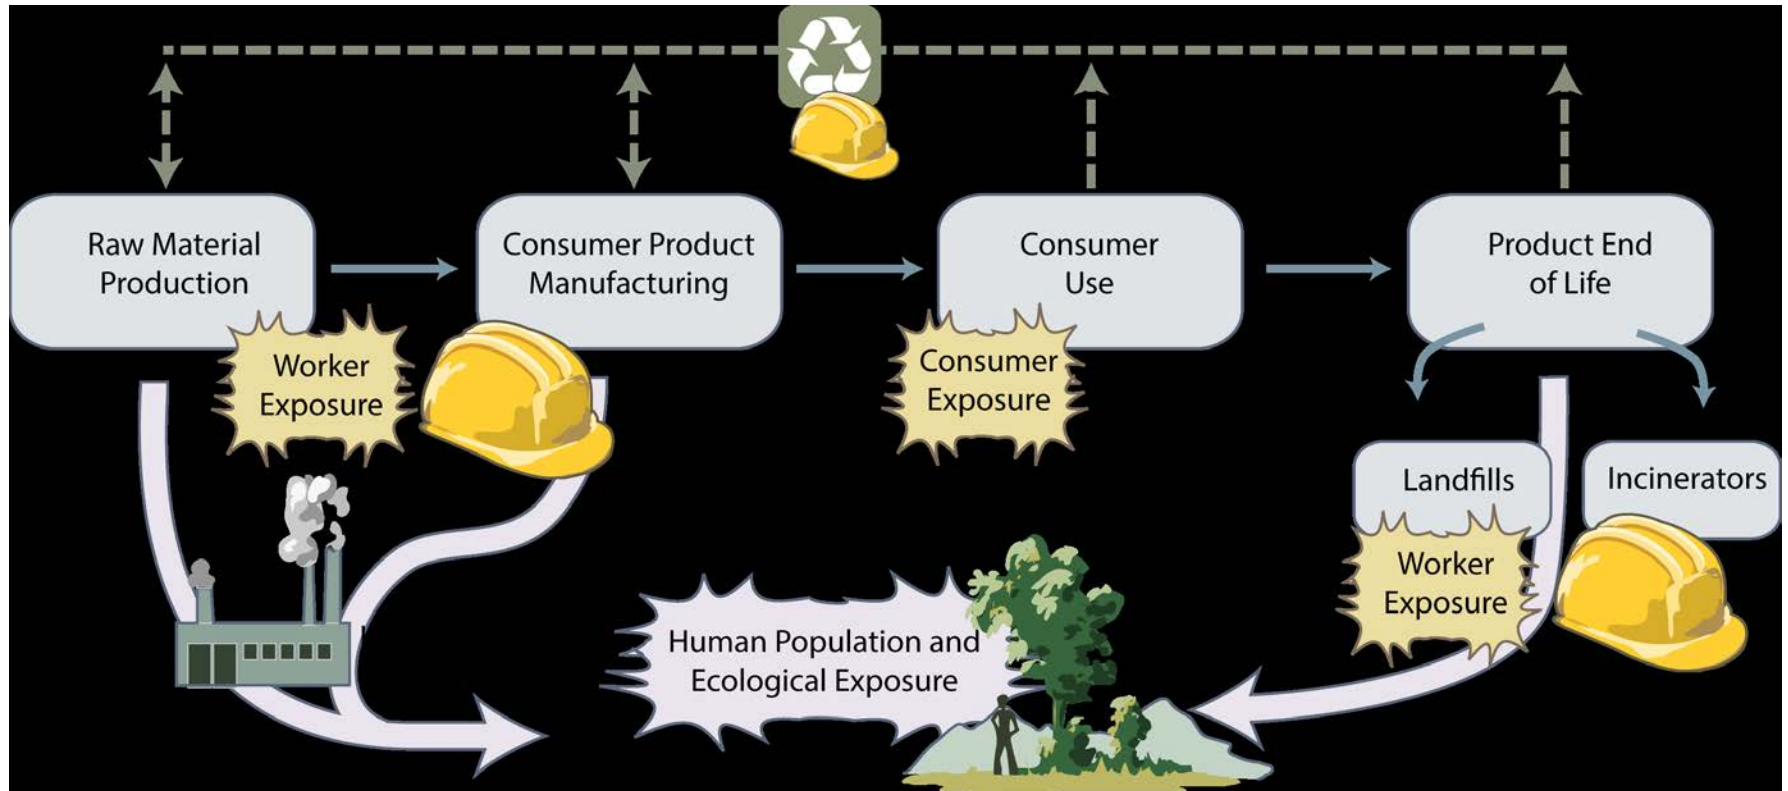 Raw Material
Production
Consumer Product
Manufacturing
Consumer
Use
Product End
of Life
Worker
Exposure
Consumer
Exposure
Landfills
Incinerators
Worker
Exposure
Human Population and
Ecological Exposure